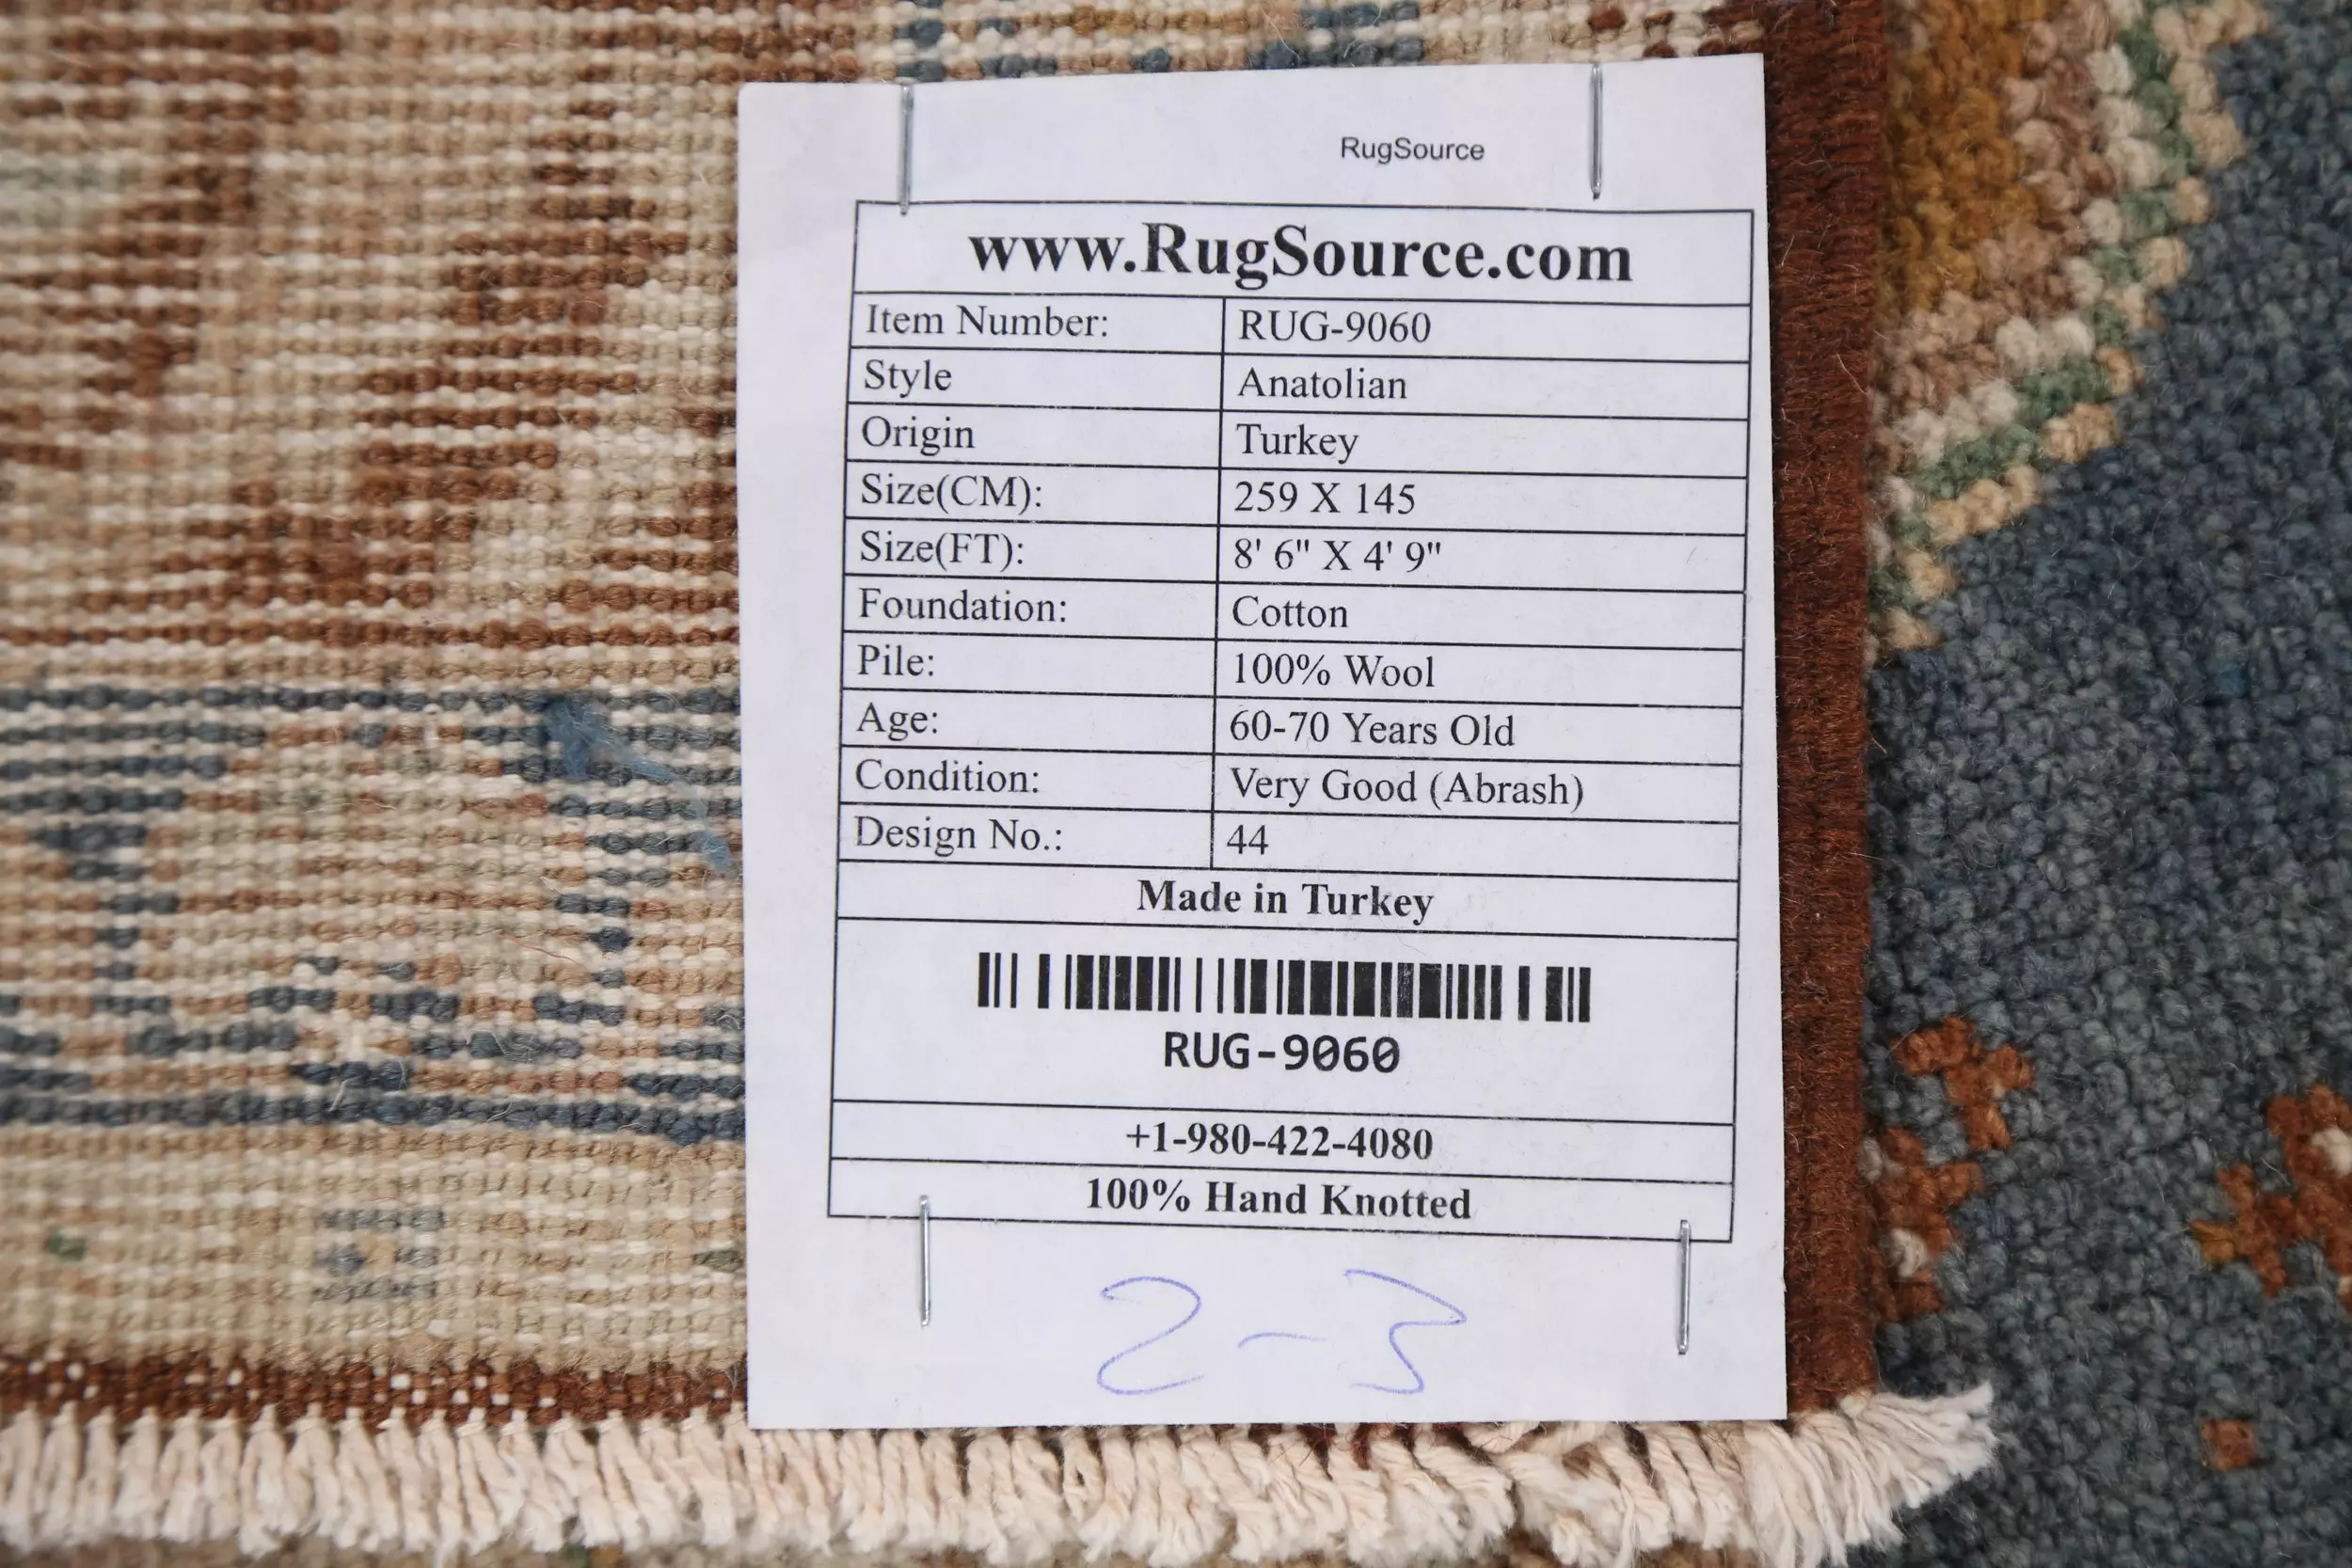 RugSource
www.RugSource.com
Item Number: RUG-9060
Style Anatolian
Origin Turkey
Size(CM): 259 X 145
Size(FT): 8' 6" X 4' 9"
Foundation: Cotton
Pile: 100% Wool
Age: 60-70 Years Old
Condition: Very Good (Abrash)
Design No.: 44
Made in Turkey
RUG-9060
+1-980-422-4080
100% Hand Knotted
2-3